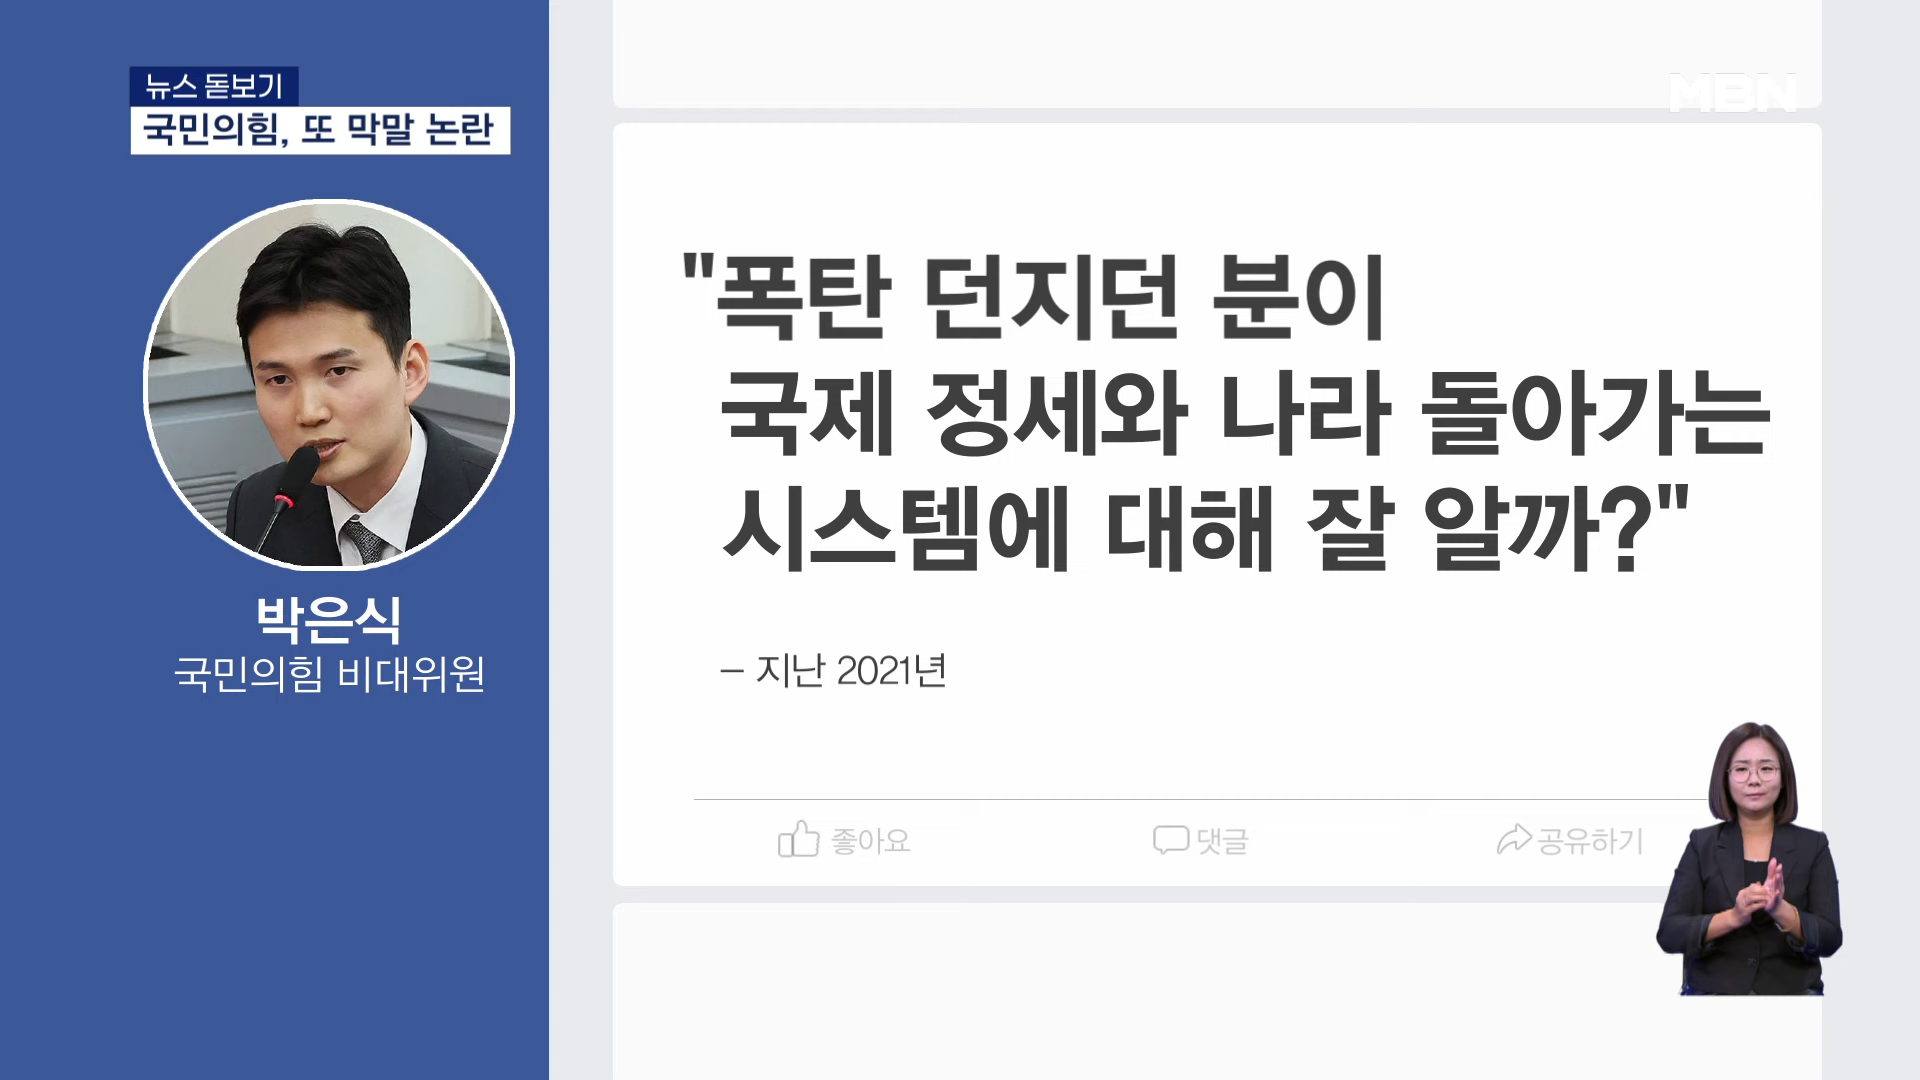 뉴스 돋보기
국민의힘, 또 막말 논란
박은식
국민의힘 비대위원
MBN
"폭탄 던지던 분이
국제 정세와 나라 돌아가는
시스템에 대해 잘 알까?"
– 지난 2021년
좋아요
댓글
공유하기